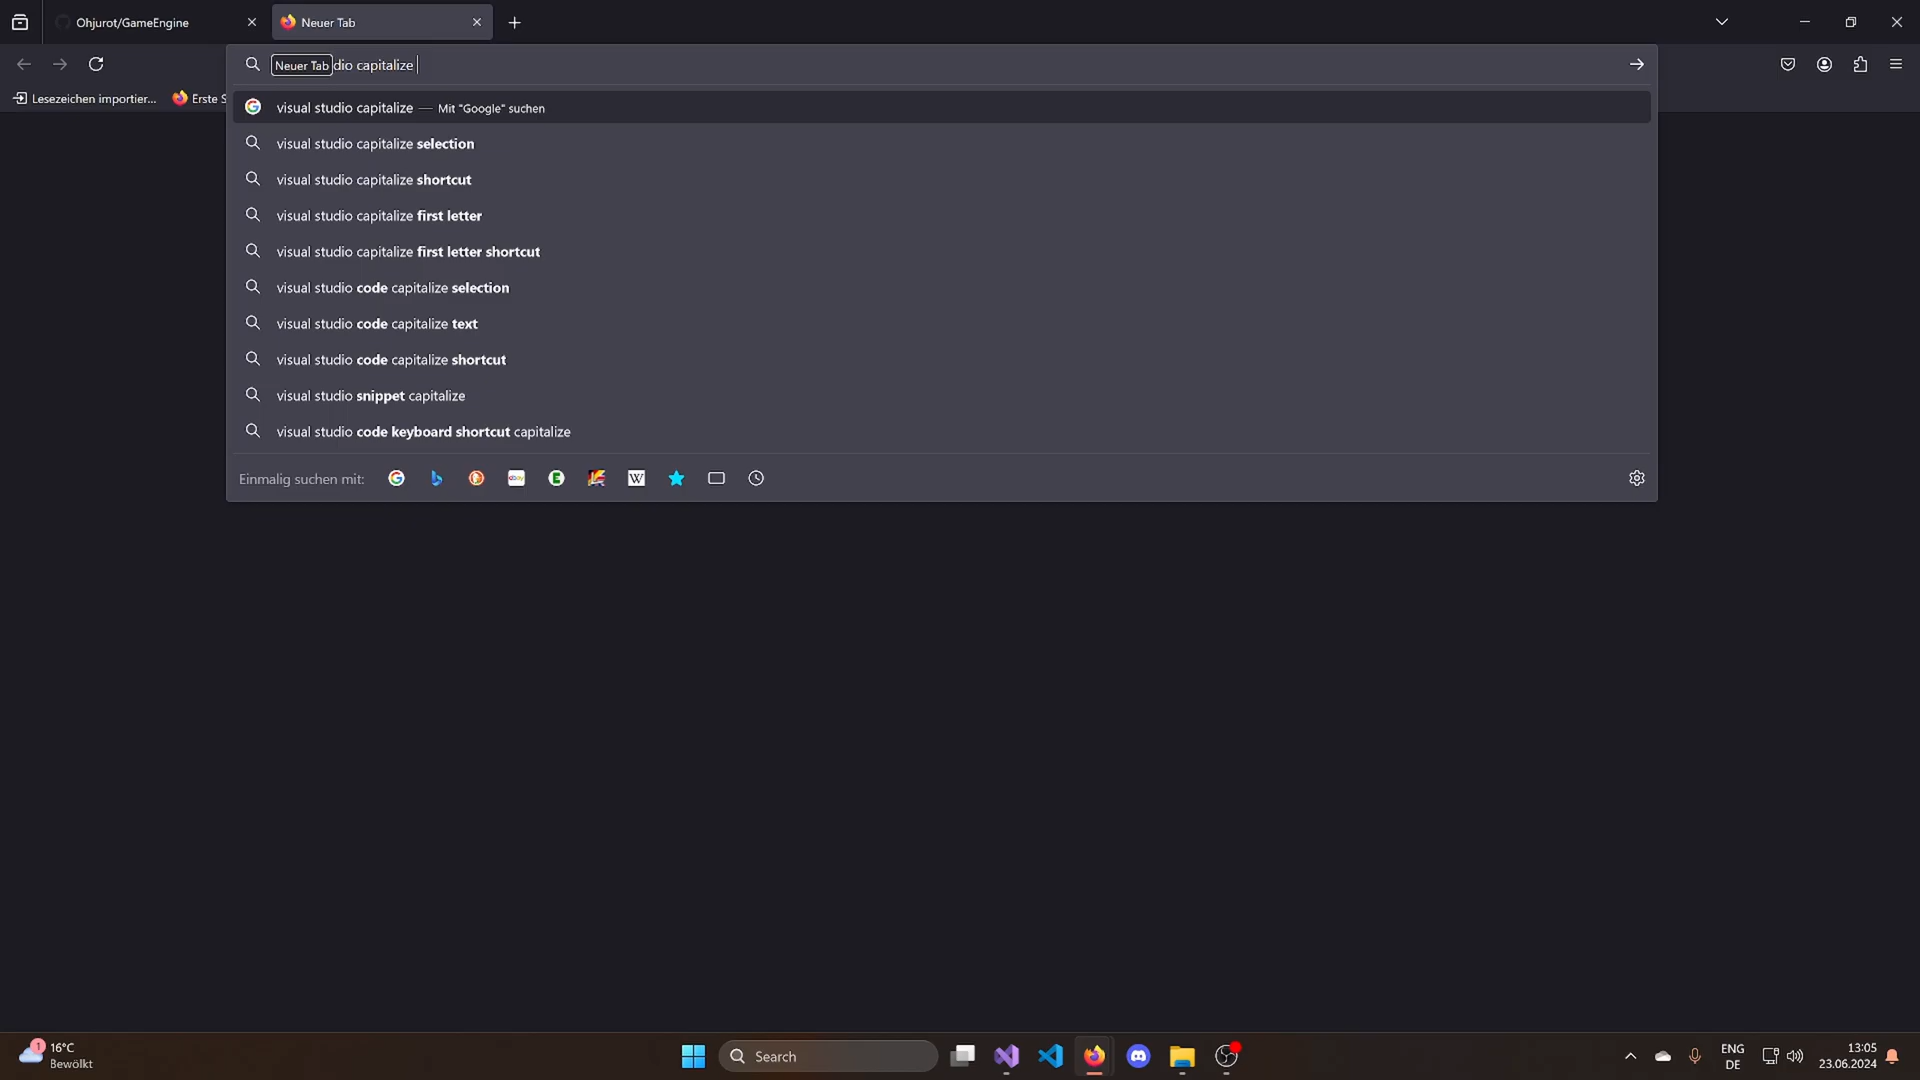 Ohjurot/GameEngine
Neuer Tab
Neuer Tab dio capitalize
Lesezeichen importier...
Erste S
visual studio capitalize — Mit "Google" suchen
visual studio capitalize selection
visual studio capitalize shortcut
visual studio capitalize first letter
visual studio capitalize first letter shortcut
visual studio code capitalize selection
visual studio code capitalize text
visual studio code capitalize shortcut
visual studio snippet capitalize
visual studio code keyboard shortcut capitalize
Einmalig suchen mit:
ebay
E
W
1
16°C
Bewölkt
Search
ENG
DE
13:05
23.06.2024